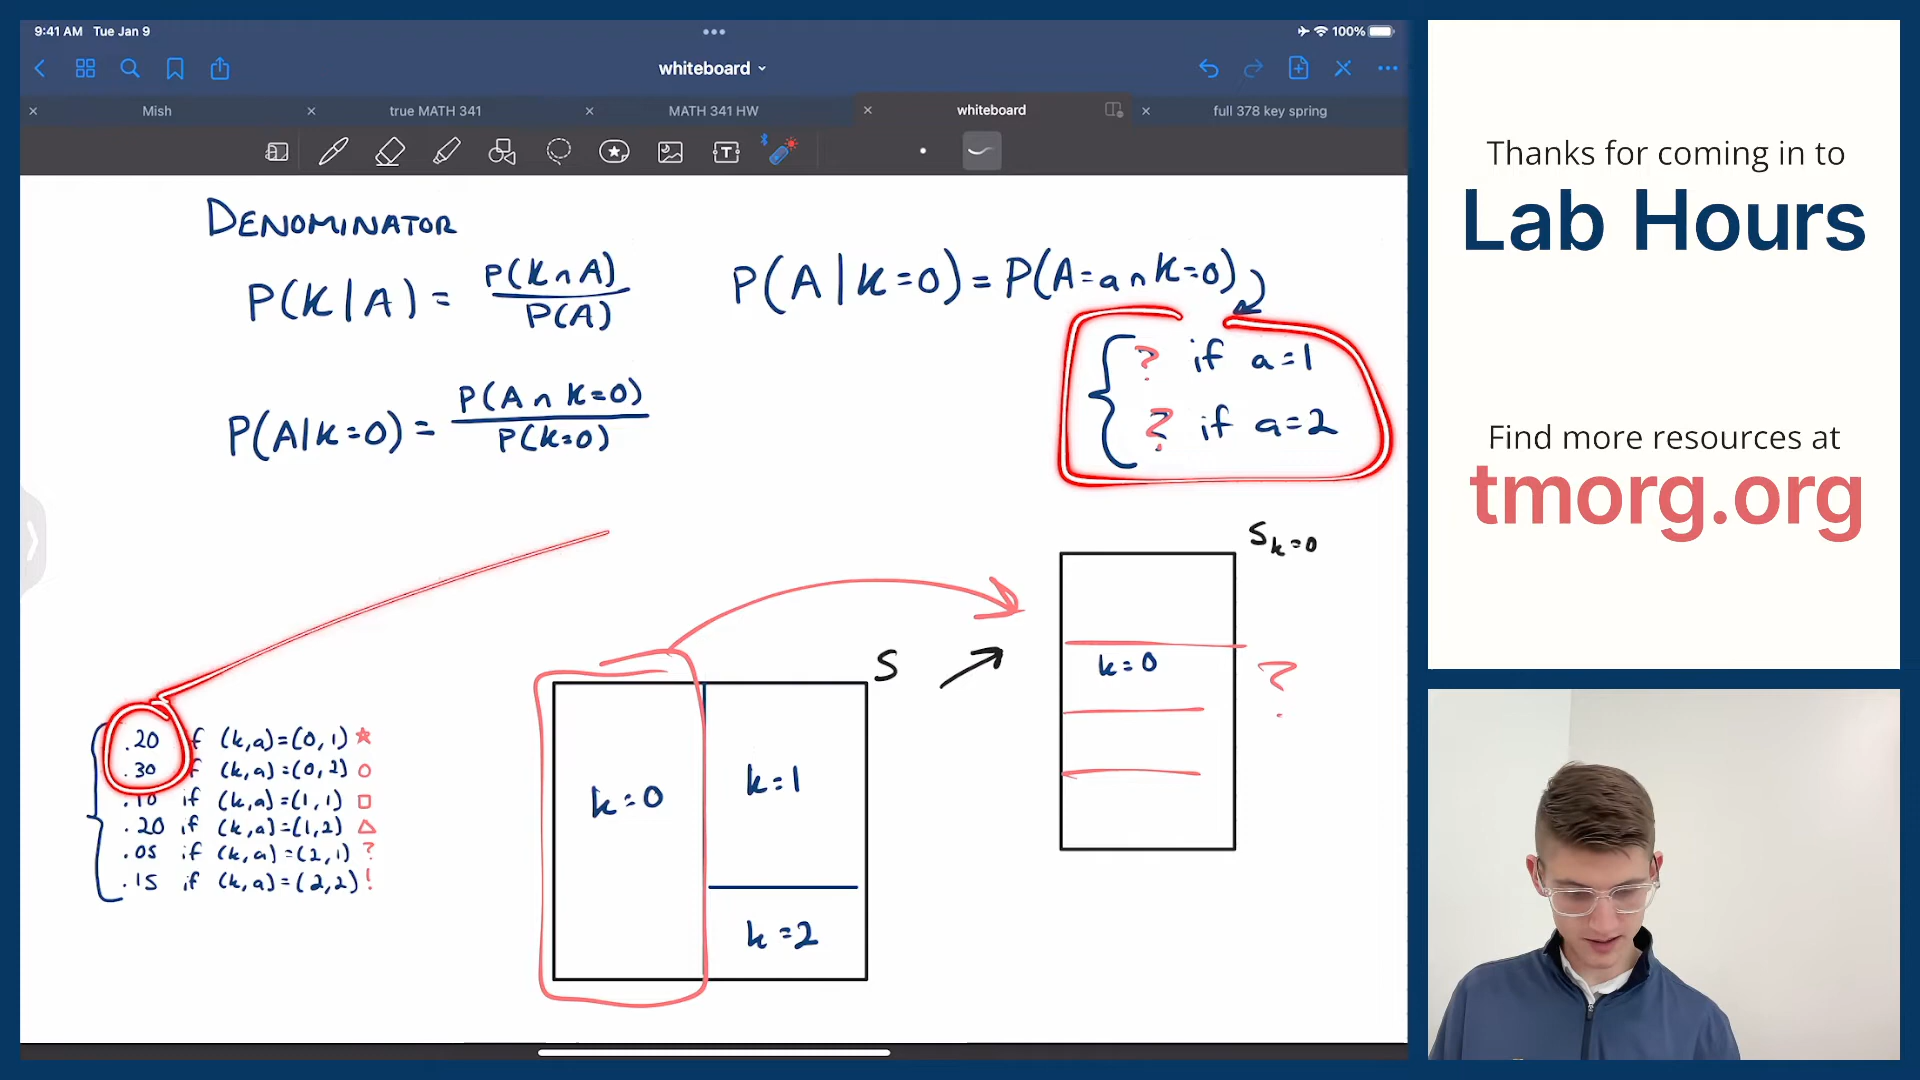 9:41 AM Tue Jan 9
100%
whiteboard
Mish
true MATH 341
MATH 341 HW
whiteboard
full 378 key spring
DENOMINATOR
P(K|A) = P(K∩A) / P(A)
P(A|K=0) = P(A=a∩K=0)
? if a=1
? if a=2
P(A|K=0) = P(A∩K=0) / P(K=0)
S k=0
k=0
?
S
k=0
k=1
k=2
.20 if (k,a)=(0,1) ☆
.30 if (k,a)=(0,2) ○
.10 if (k,a)=(1,1) □
.20 if (k,a)=(1,2) △
.05 if (k,a)=(2,1) ?
.15 if (k,a)=(2,2) !
Thanks for coming in to
Lab Hours
Find more resources at
tmorg.org